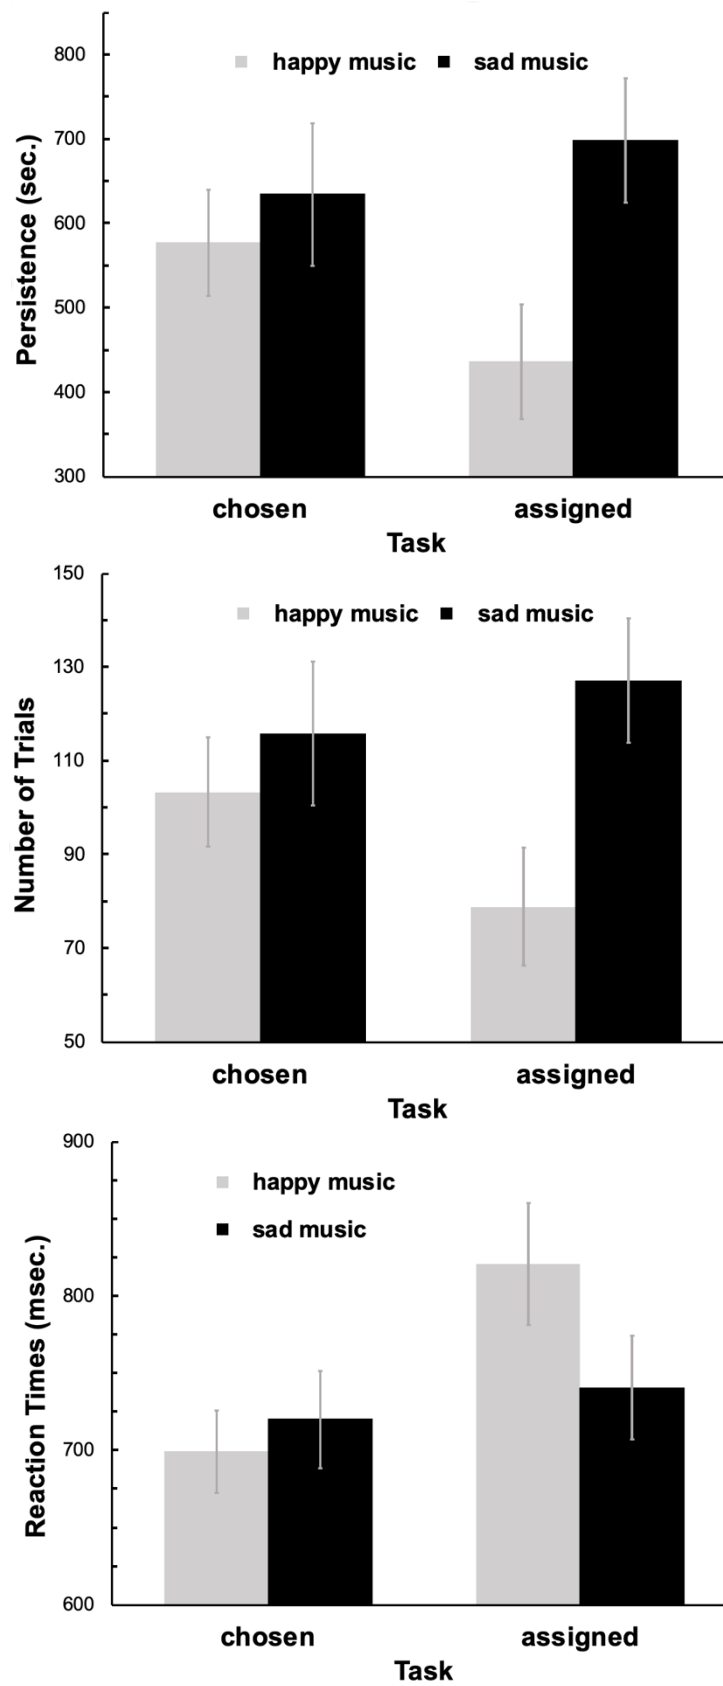 800
happy music sad music
700
600
500
400
300
Persistence (sec.)
chosen assigned
Task
150
happy music sad music
130
110
90
70
50
Number of Trials
chosen assigned
Task
900
happy music
sad music
800
700
600
Reaction Times (msec.)
chosen assigned
Task